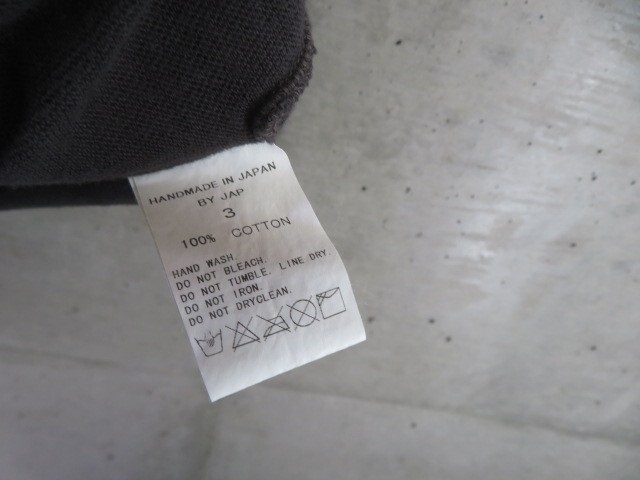 HANDMADE IN JAPAN
BY JAP
3
100% COTTON
HAND WASH.
DO NOT BLEACH.
DO NOT TUMBLE. LINE DRY.
DO NOT IRON.
DO NOT DRYCLEAN.